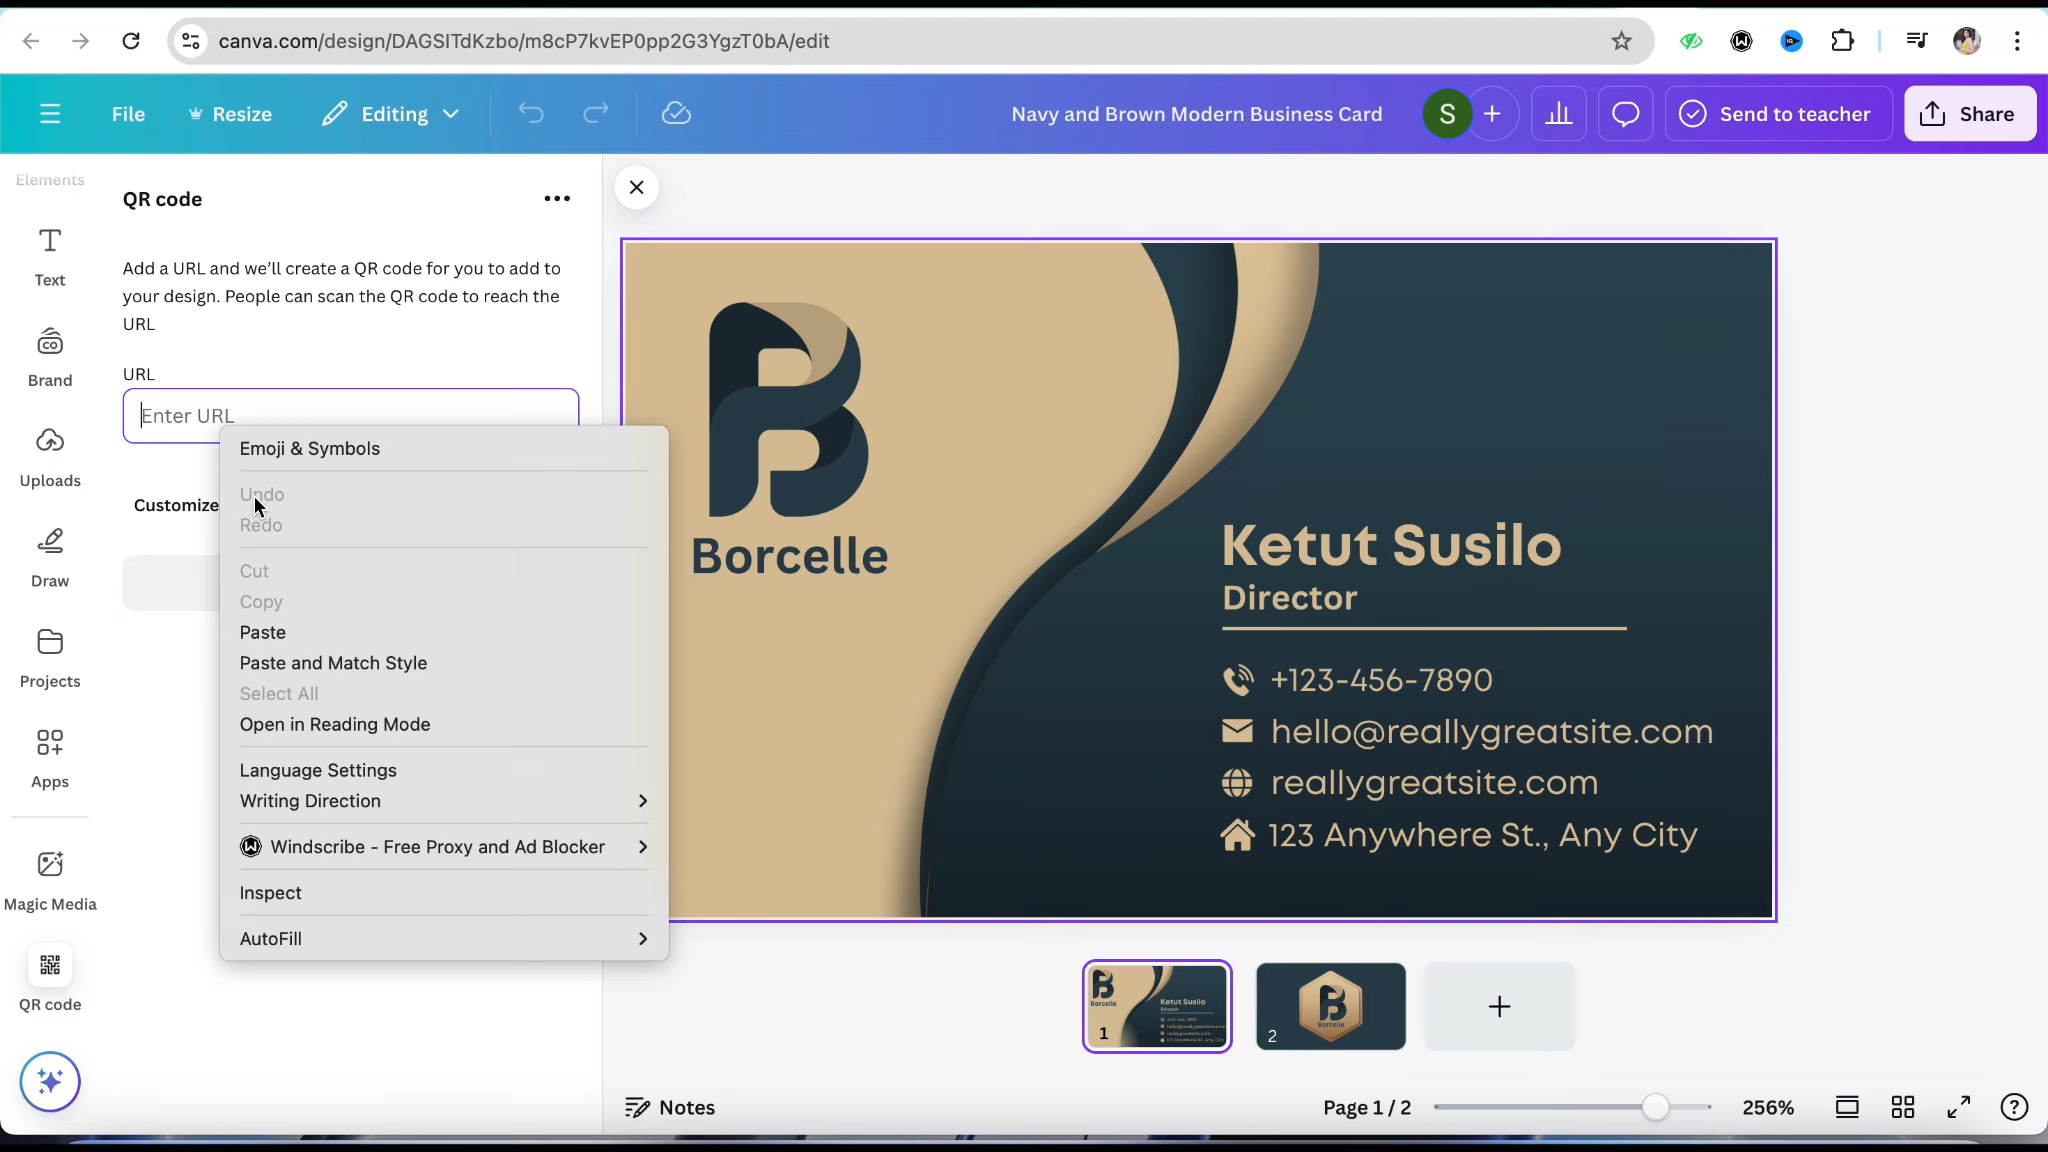 canva.com/design/DAGSITdKzbo/m8cP7kvEP0pp2G3YgzT0bA/edit
File
Resize
Editing
Navy and Brown Modern Business Card
S
Send to teacher
Share
Elements
Text
Brand
Uploads
Draw
Projects
Apps
Magic Media
QR code
QR code
Add a URL and we’ll create a QR code for you to add to
your design. People can scan the QR code to reach the
URL
URL
Enter URL
Customize
Emoji & Symbols
Undo
Redo
Cut
Copy
Paste
Paste and Match Style
Select All
Open in Reading Mode
Language Settings
Writing Direction
Windscribe - Free Proxy and Ad Blocker
Inspect
AutoFill
Borcelle
Ketut Susilo
Director
+123-456-7890
hello@reallygreatsite.com
reallygreatsite.com
123 Anywhere St., Any City
Borcelle
Ketut Susilo
Director
1
Borcelle
2
Notes
Page 1 / 2
256%